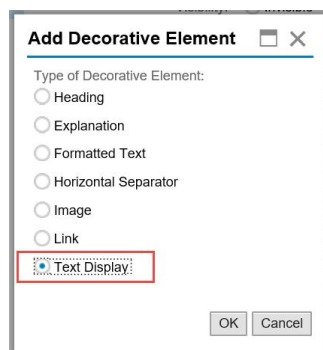 Add Decorative Element
Type of Decorative Element:
Heading
Explanation
Formatted Text
Horizontal Separator
Image
Link
Text Display
OK Cancel